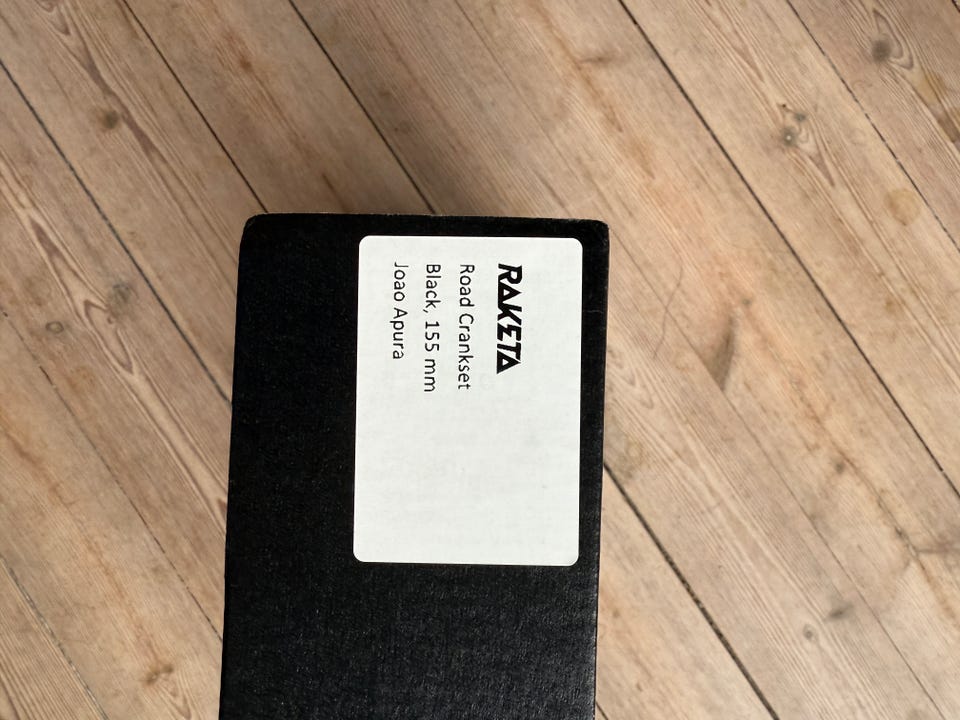 RAKETA
Road Crankset
Black, 155 mm
Joao Apura